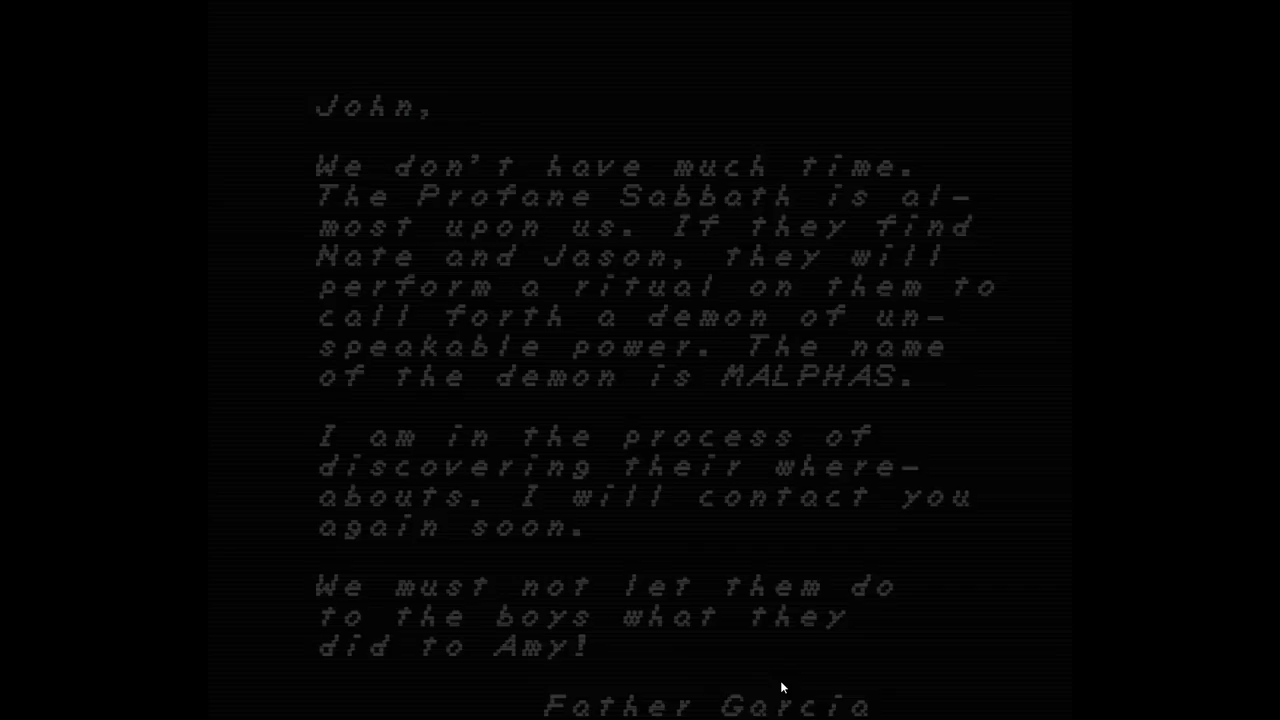 John,
We don't have much time.
The Profane Sabbath is al-
most upon us. If they find
Nate and Jason, they will
perform a ritual on them to
call forth a demon of un-
speakable power. The name
of the demon is MALPHAS.
I am in the process of
discovering their where-
abouts. I will contact you
again soon.
We must not let them do
to the boys what they
did to Amy!
Father Garcia